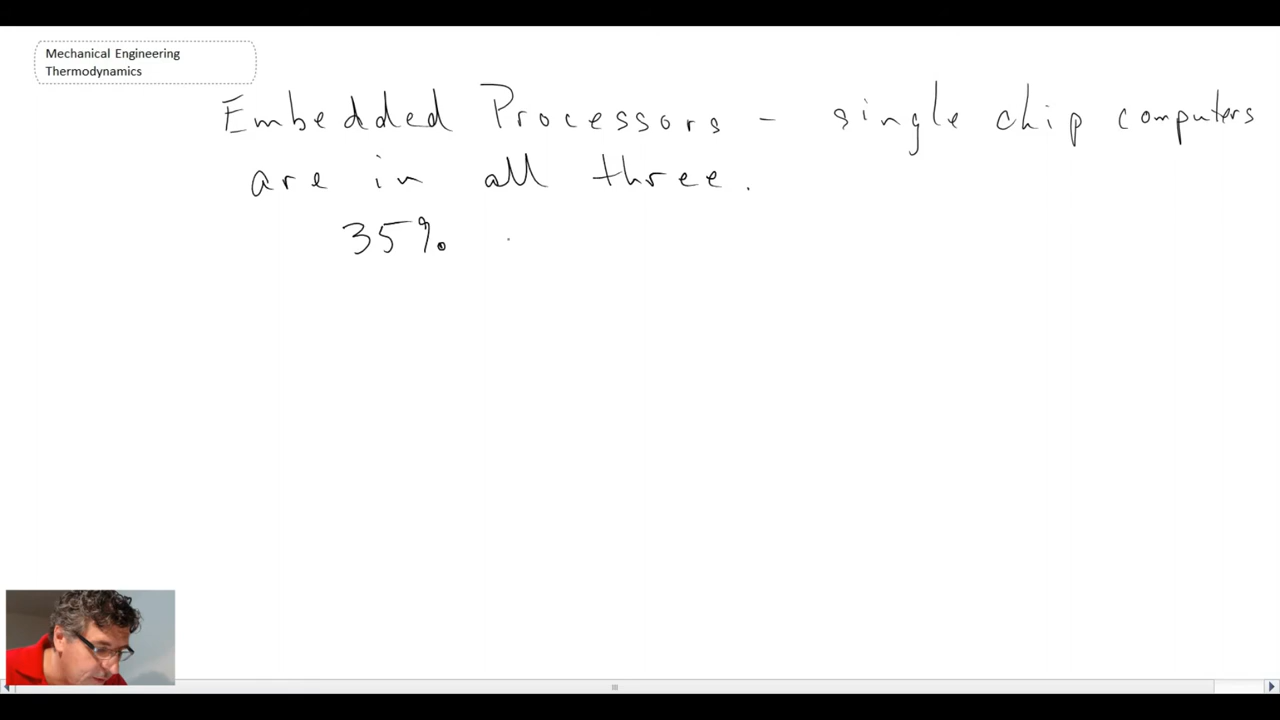 Mechanical Engineering
Thermodynamics
Embedded Processors - single chip computers
are in all three.
35%